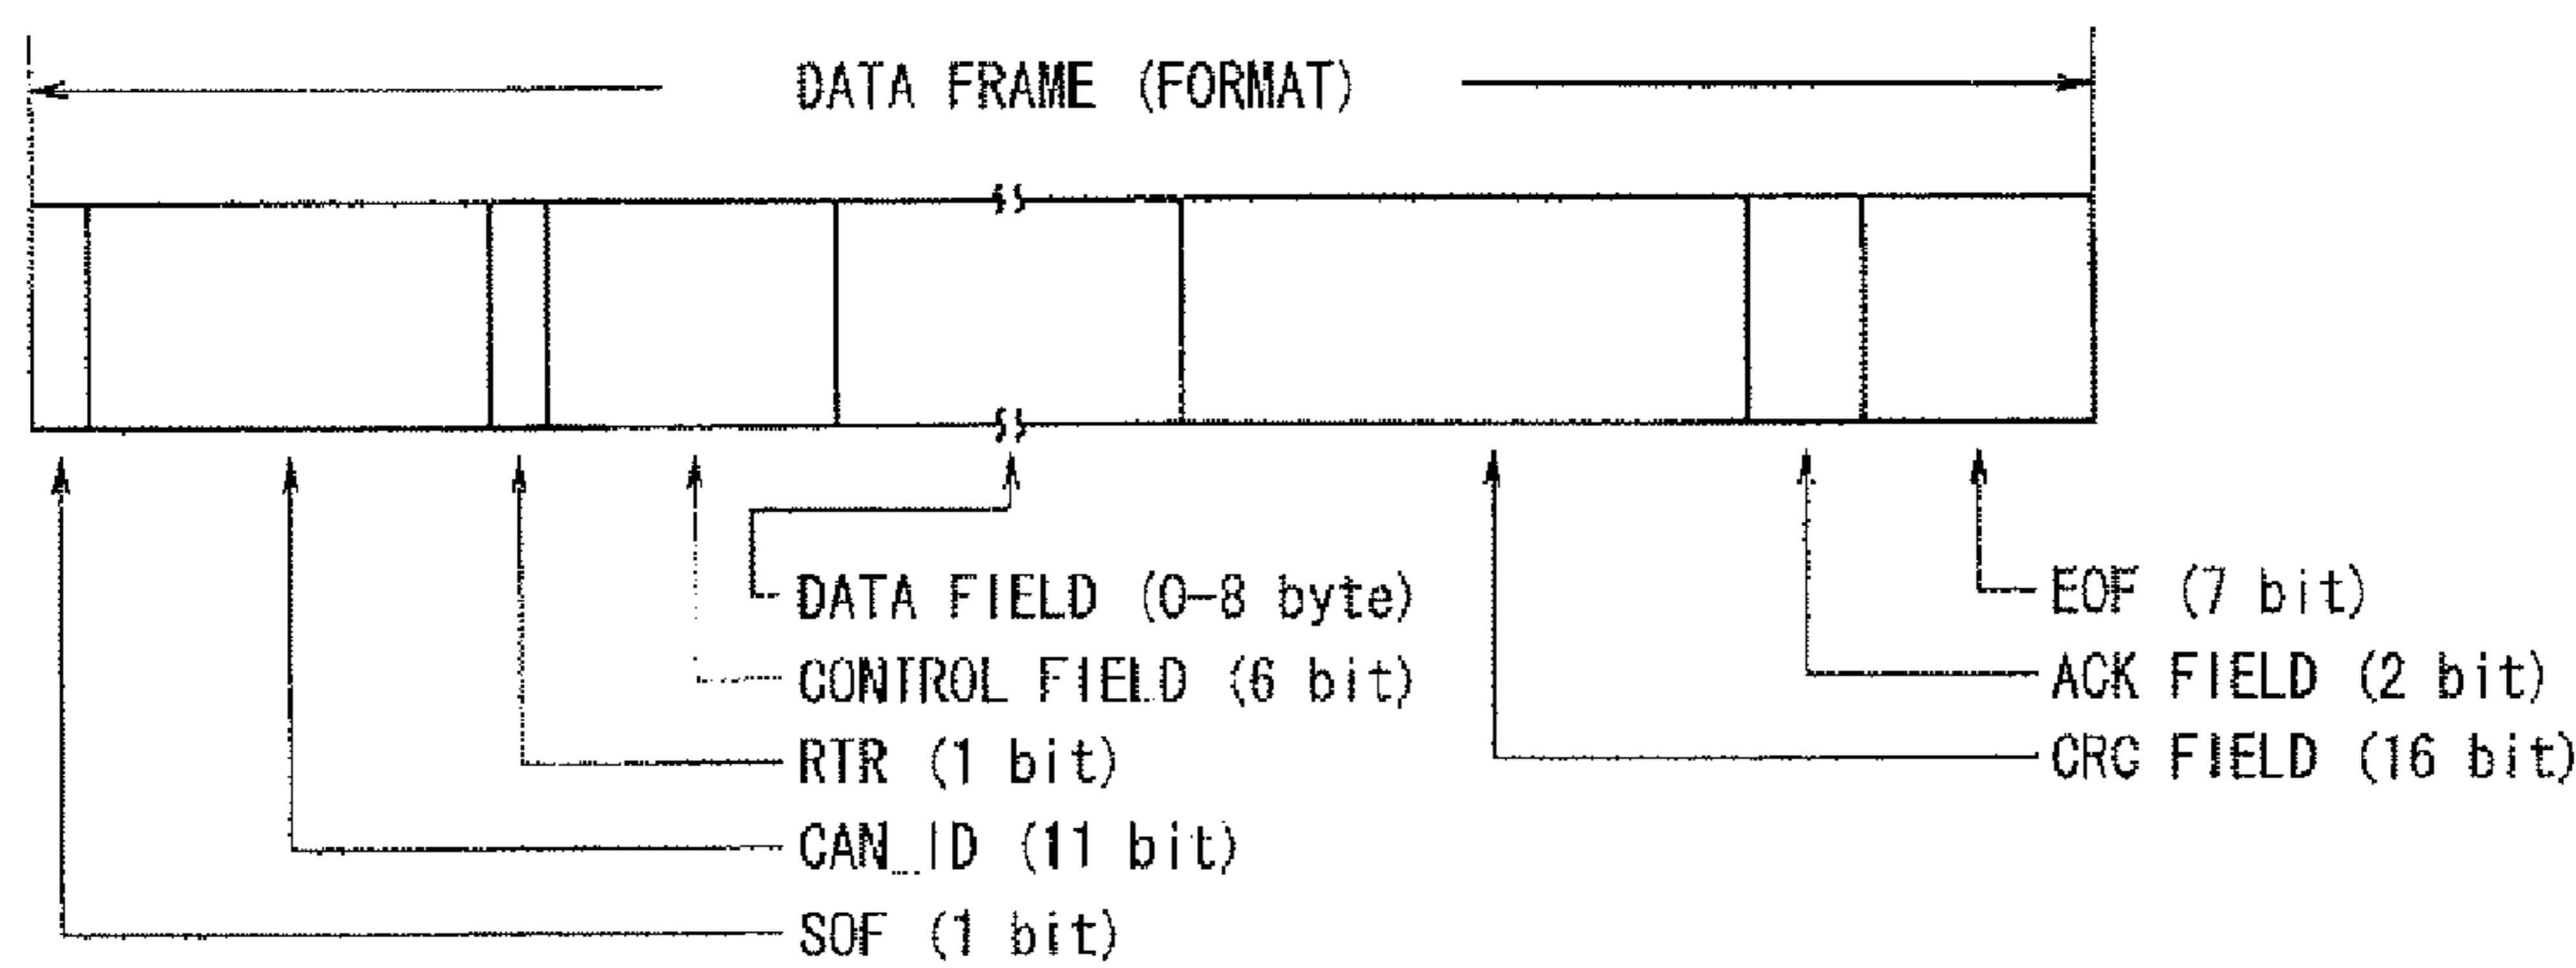 DATA FRAME (FORMAT)
DATA FIELD (0-8 byte)
CONTROL FIELD (6 bit)
RTR (1 bit)
CAN_ID (11 bit)
SOF (1 bit)
EOF (7 bit)
ACK FIELD (2 bit)
CRC FIELD (16 bit)